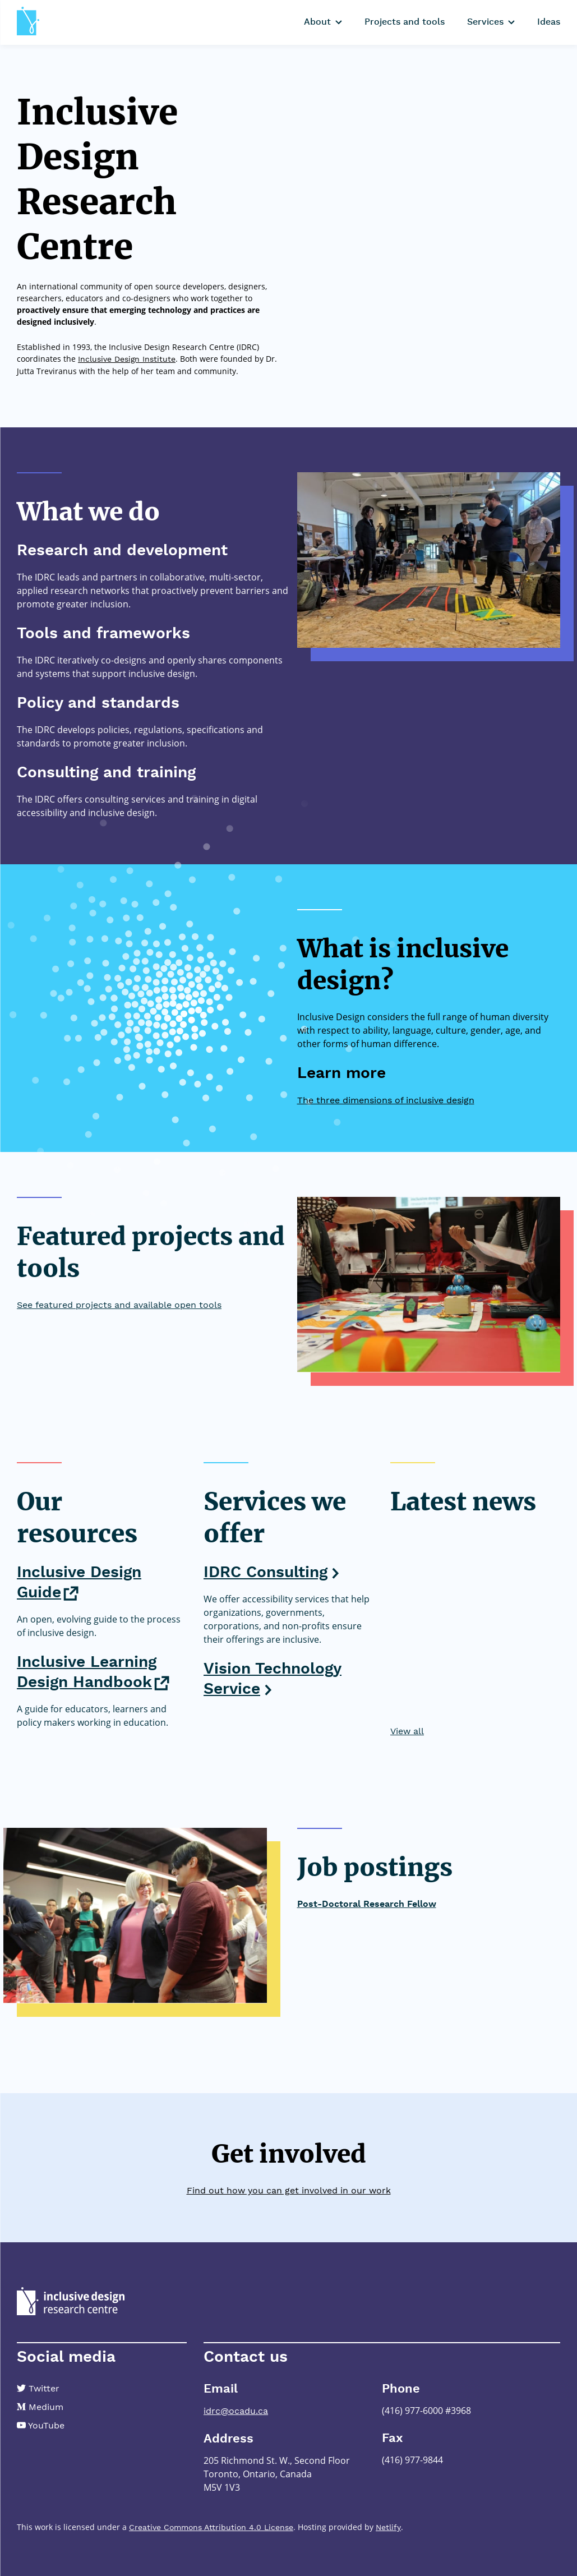 About
Projects and tools
Services
Ideas
Inclusive
Design
Research
Centre
An international community of open source developers, designers,
researchers, educators and co-designers who work together to
proactively ensure that emerging technology and practices are
designed inclusively.
Established in 1993, the Inclusive Design Research Centre (IDRC)
coordinates the Inclusive Design Institute. Both were founded by Dr.
Jutta Treviranus with the help of her team and community.
What we do
Research and development
The IDRC leads and partners in collaborative, multi-sector,
applied research networks that proactively prevent barriers and
promote greater inclusion.
Tools and frameworks
The IDRC iteratively co-designs and openly shares components
and systems that support inclusive design.
Policy and standards
The IDRC develops policies, regulations, specifications and
standards to promote greater inclusion.
Consulting and training
The IDRC offers consulting services and training in digital
accessibility and inclusive design.
What is inclusive
design?
Inclusive Design considers the full range of human diversity
with respect to ability, language, culture, gender, age, and
other forms of human difference.
Learn more
The three dimensions of inclusive design
Featured projects and
tools
See featured projects and available open tools
Our
resources
Inclusive Design
Guide
An open, evolving guide to the process
of inclusive design.
Inclusive Learning
Design Handbook
A guide for educators, learners and
policy makers working in education.
Services we
offer
IDRC Consulting
We offer accessibility services that help
organizations, governments,
corporations, and non-profits ensure
their offerings are inclusive.
Vision Technology
Service
Latest news
View all
Job postings
Post-Doctoral Research Fellow
Get involved
Find out how you can get involved in our work
inclusive design
research centre
Social media
Twitter
Medium
YouTube
Contact us
Email
idrc@ocadu.ca
Address
205 Richmond St. W., Second Floor
Toronto, Ontario, Canada
M5V 1V3
Phone
(416) 977-6000 #3968
Fax
(416) 977-9844
This work is licensed under a Creative Commons Attribution 4.0 License. Hosting provided by Netlify.